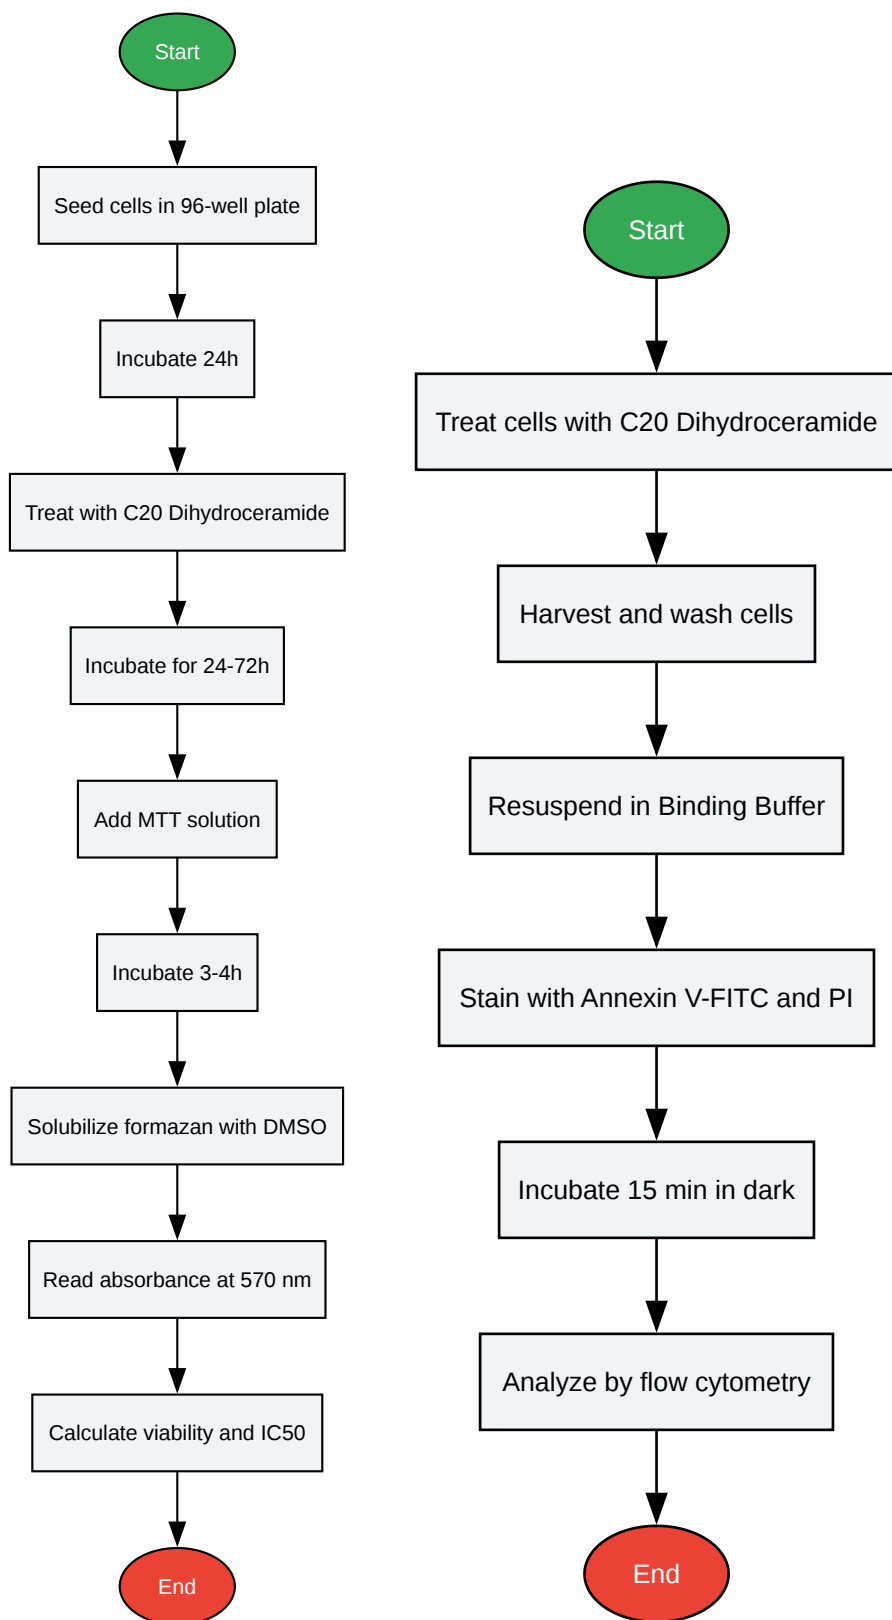 Start
Seed cells in 96-well plate
Incubate 24h
Treat with C20 Dihydroceramide
Incubate for 24-72h
Add MTT solution
Incubate 3-4h
Solubilize formazan with DMSO
Read absorbance at 570 nm
Calculate viability and IC50
End
Start
Treat cells with C20 Dihydroceramide
Harvest and wash cells
Resuspend in Binding Buffer
Stain with Annexin V-FITC and PI
Incubate 15 min in dark
Analyze by flow cytometry
End